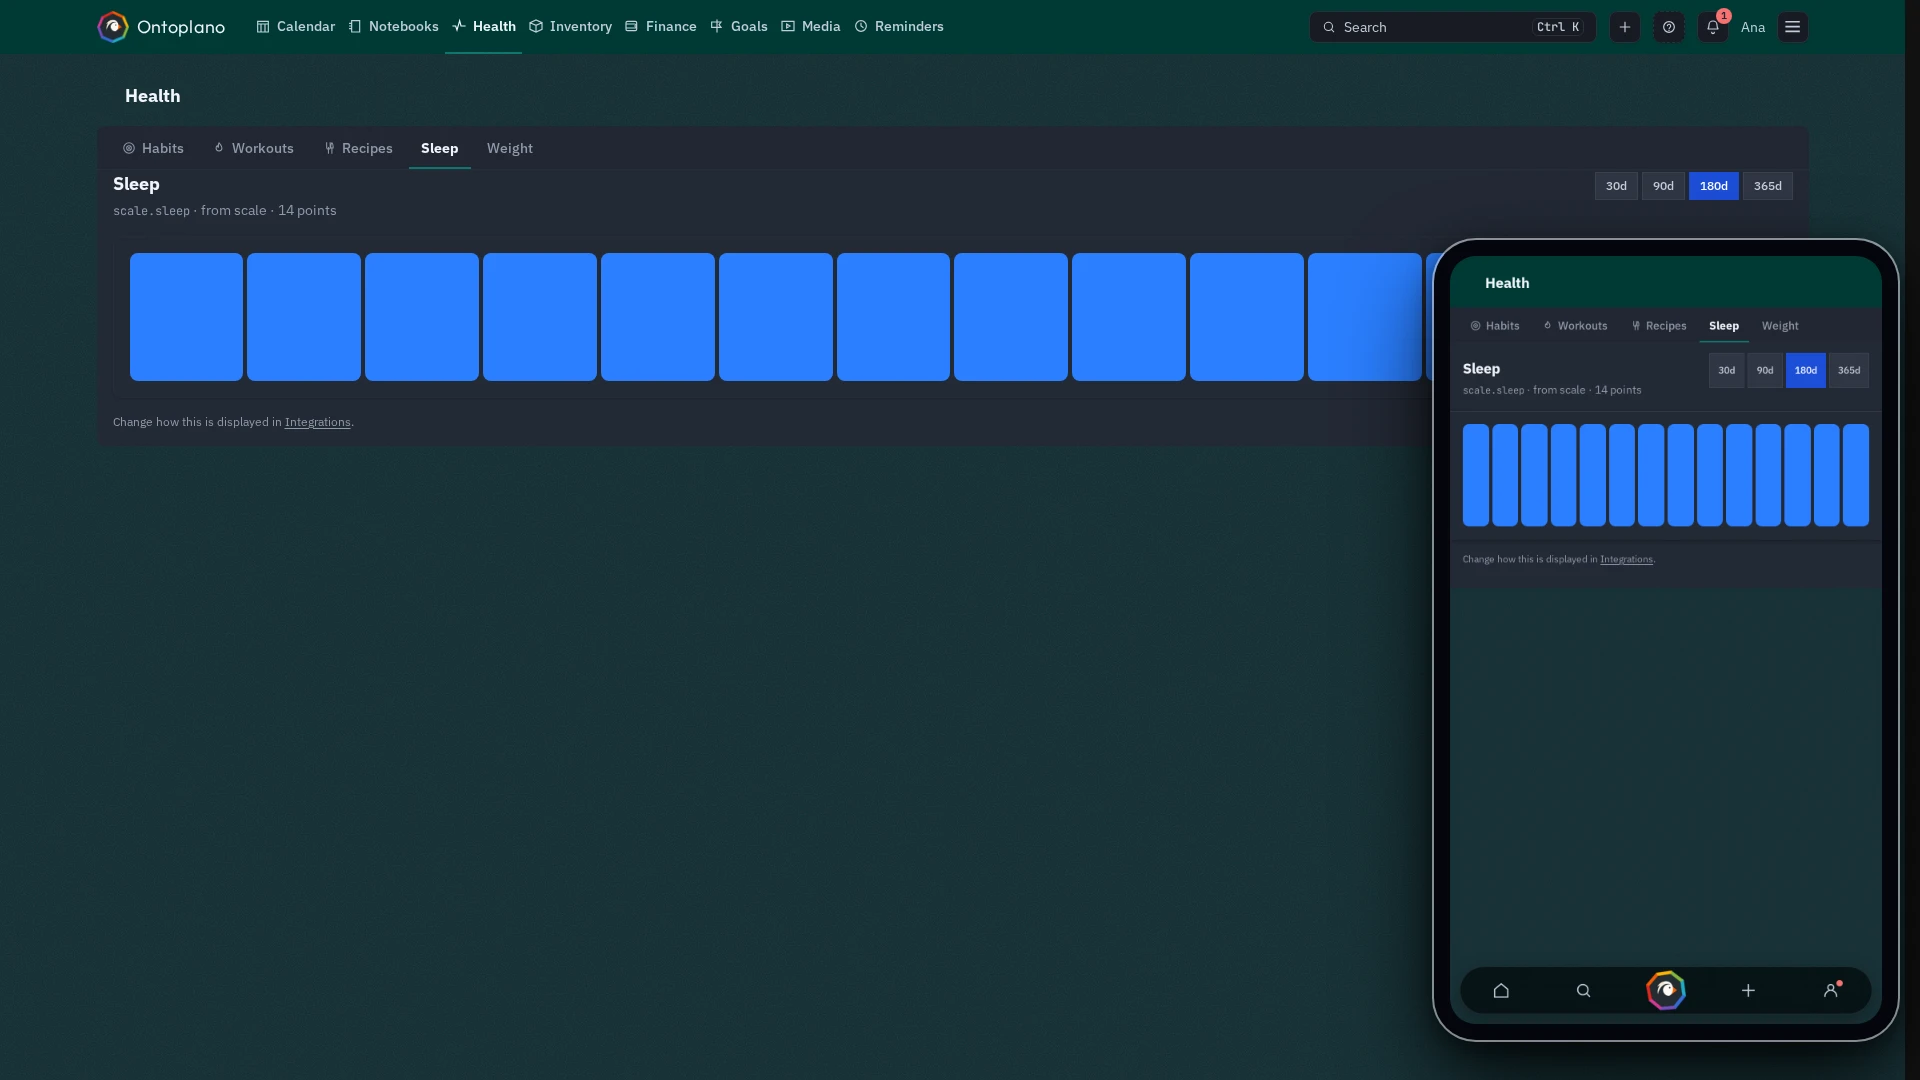 Ontoplano Calendar Notebooks Health Inventory Finance Goals Media Reminders Search Ctrl K 1 Ana
Health
Habits Workouts Recipes Sleep Weight
Sleep 30d 90d 180d 365d
scale.sleep · from scale · 14 points
Change how this is displayed in Integrations.
Health
Habits Workouts Recipes Sleep Weight
Sleep 30d 90d 180d 365d
scale.sleep · from scale · 14 points
Change how this is displayed in Integrations.